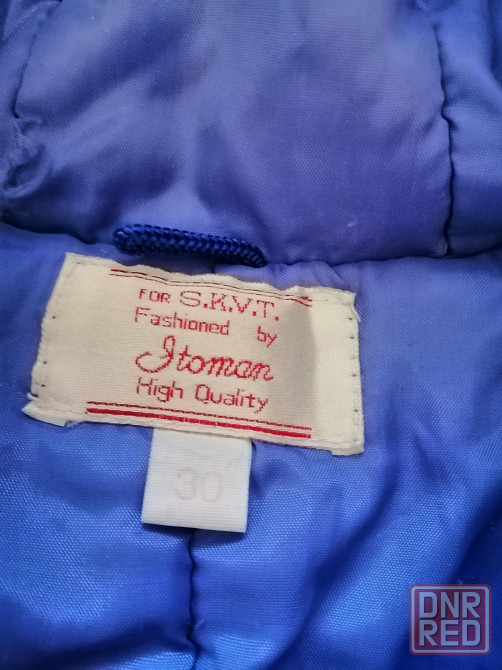 FOR S.K.V.T.
Fashioned by
Itoman
High Quality
30
DNR
RED